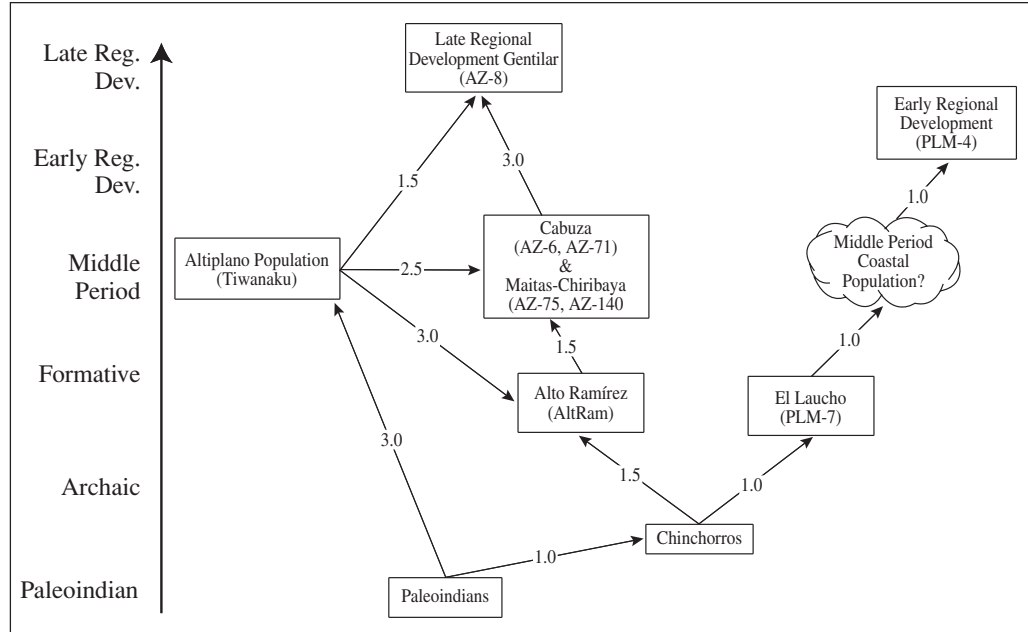 Late Reg.
Dev.
Early Reg.
Dev.
Middle
Period
Formative
Archaic
Paleoindian
Late Regional
Development Gentilar
(AZ-8)
Early Regional
Development
(PLM-4)
3.0
1.5
1.0
Cabuza
(AZ-6, AZ-71)
&
Maitas-Chiribaya
(AZ-75, AZ-140
Altiplano Population
(Tiwanaku)
2.5
Middle Period
Coastal
Population?
3.0
1.5
1.0
Alto Ramírez
(AltRam)
El Laucho
(PLM-7)
3.0
1.5
1.0
Chinchorros
1.0
Paleoindians